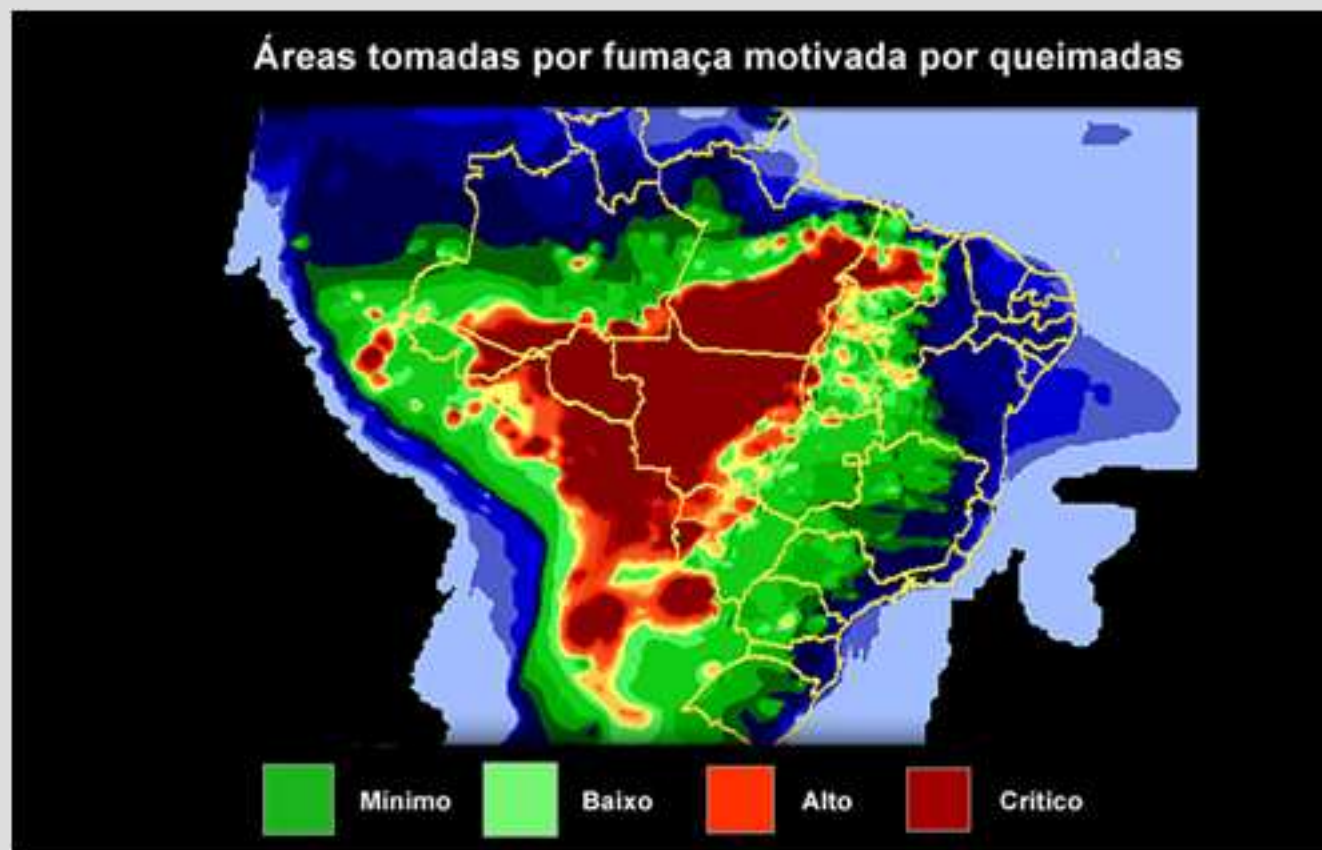 Áreas tomadas por fumaça motivada por queimadas
Mínimo Baixo Alto Crítico